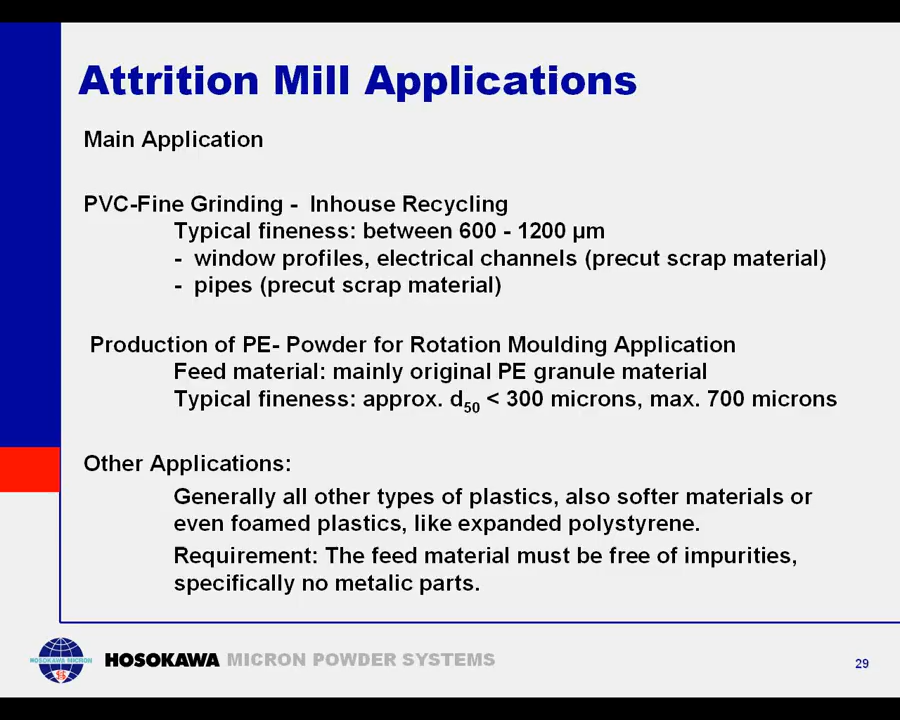 Attrition Mill Applications
Main Application
PVC-Fine Grinding - Inhouse Recycling
Typical fineness: between 600 - 1200 µm
- window profiles, electrical channels (precut scrap material)
- pipes (precut scrap material)
Production of PE- Powder for Rotation Moulding Application
Feed material: mainly original PE granule material
Typical fineness: approx. d50 < 300 microns, max. 700 microns
Other Applications:
Generally all other types of plastics, also softer materials or
even foamed plastics, like expanded polystyrene.
Requirement: The feed material must be free of impurities,
specifically no metalic parts.
HOSOKAWA MICRON
HOSOKAWA MICRON POWDER SYSTEMS
29